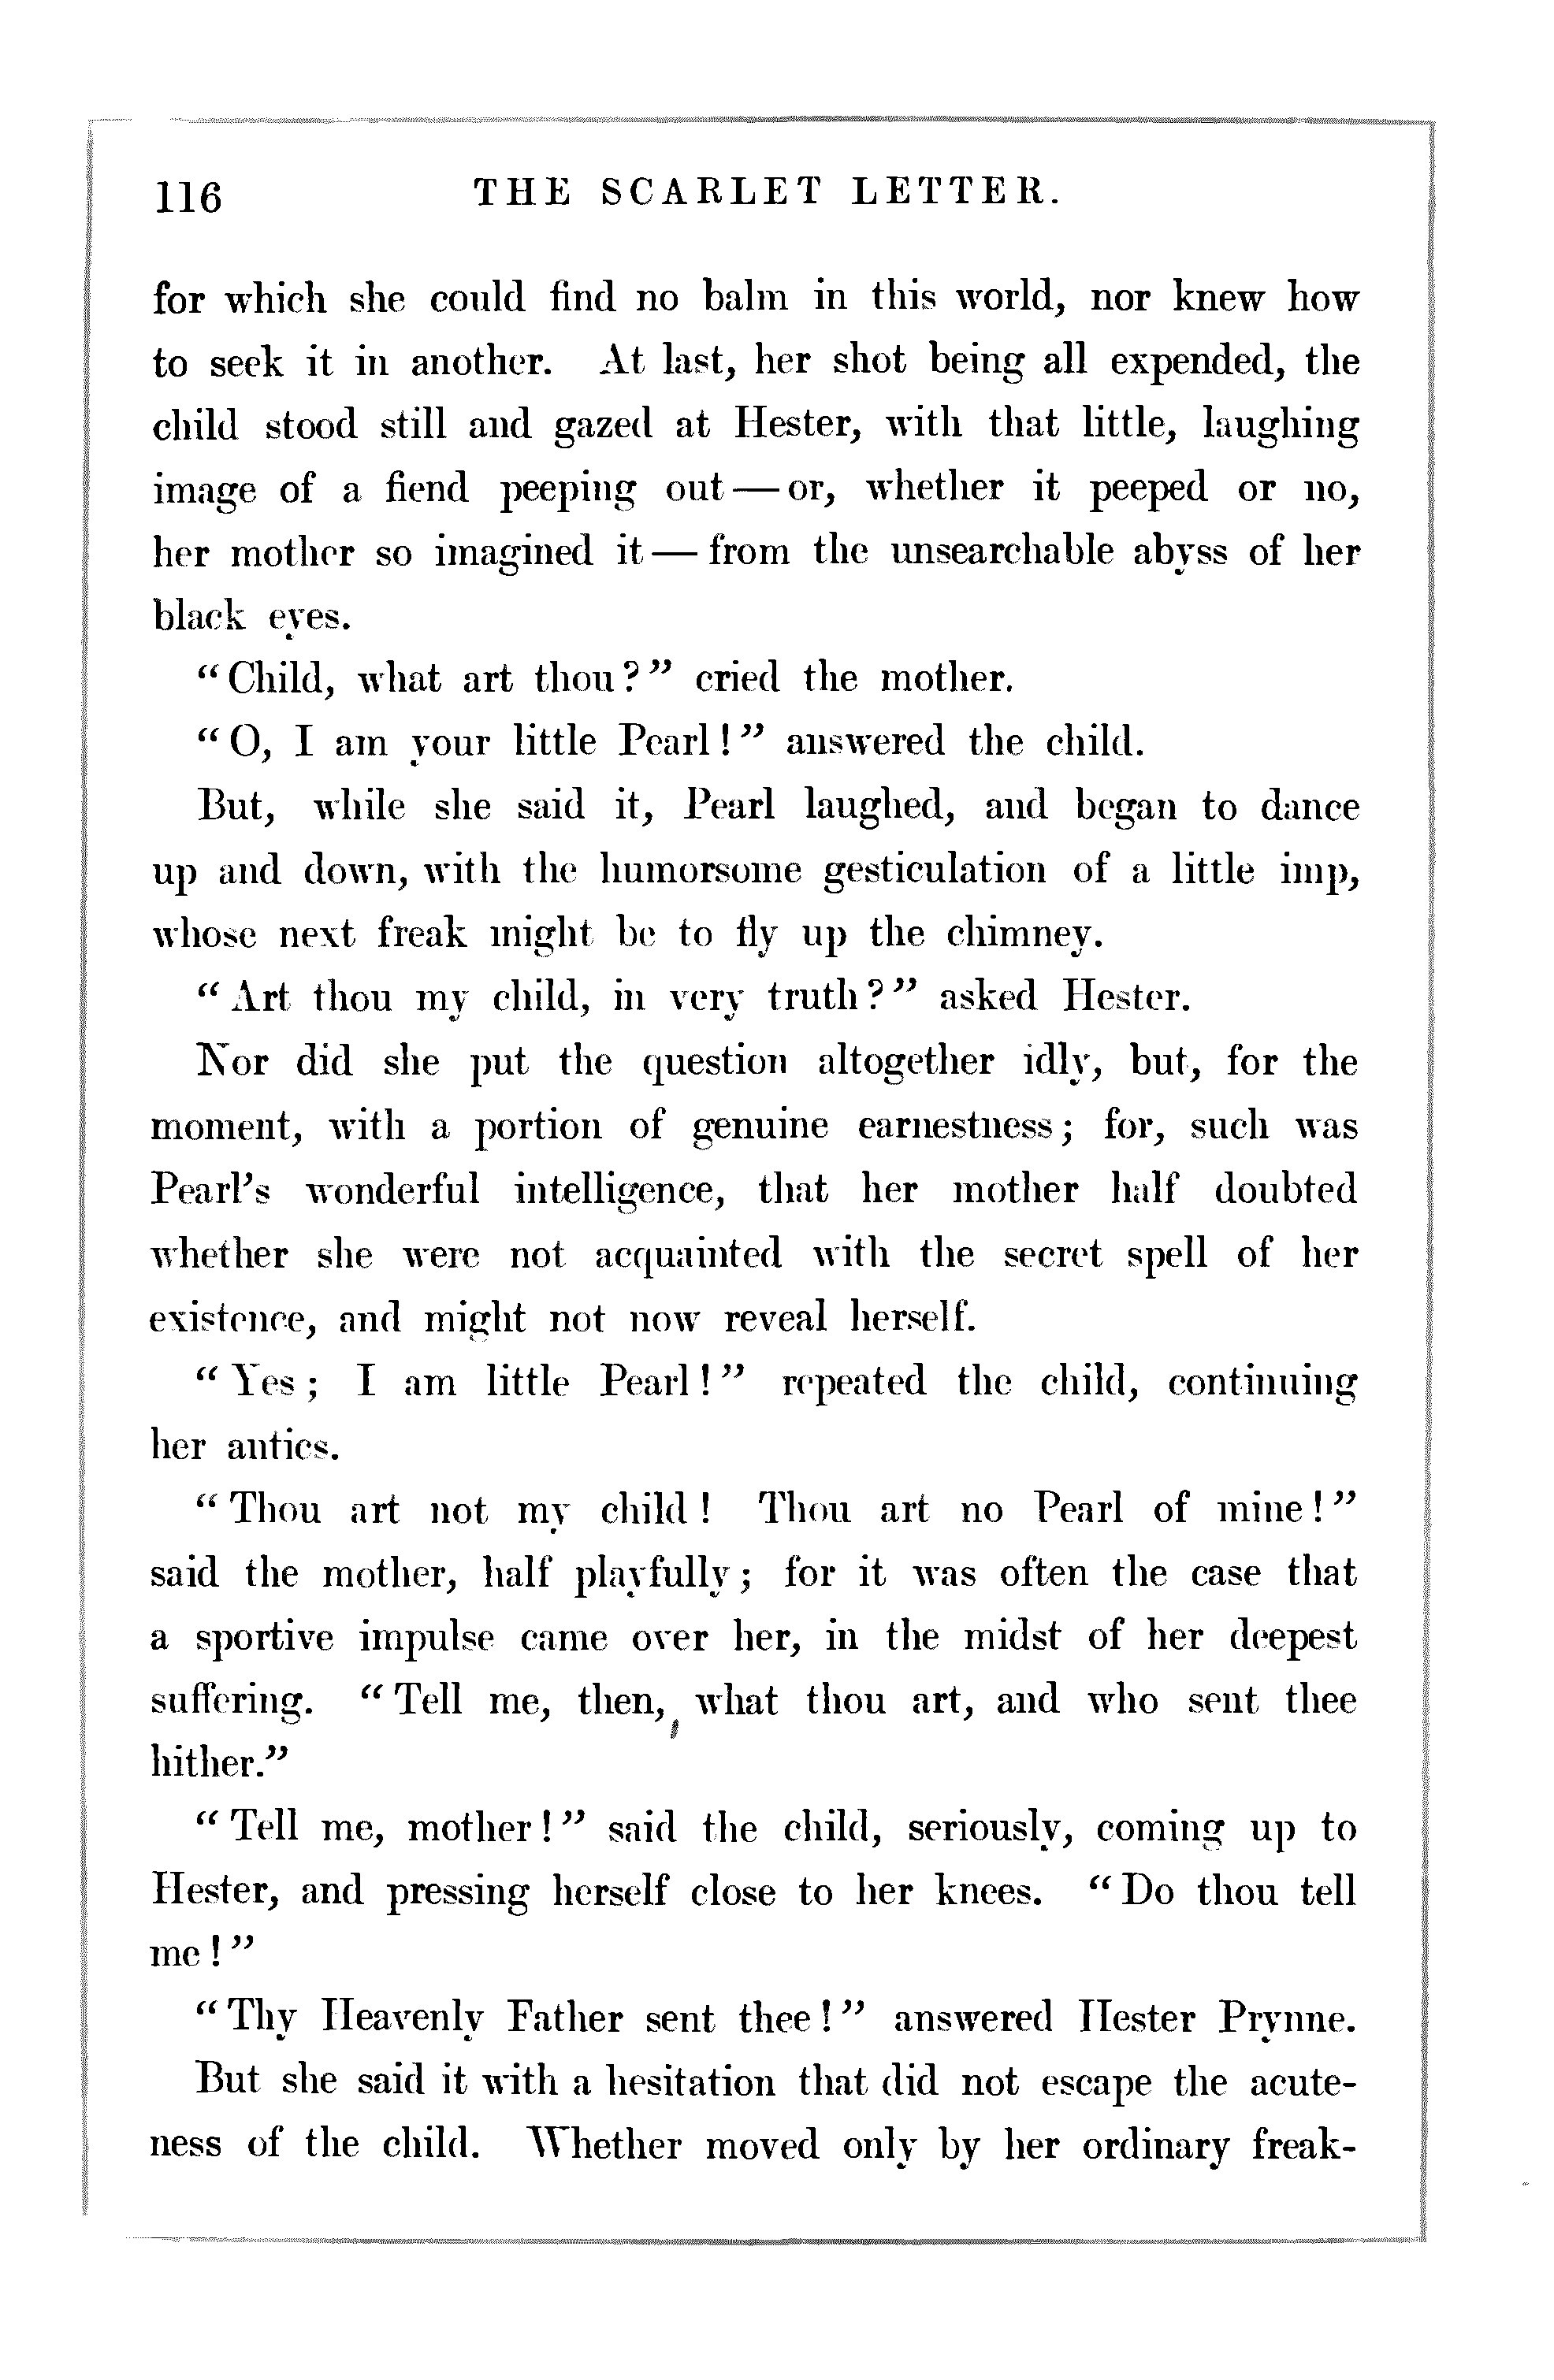 116 THE SCARLET LETTER.
for which she could find no balm in this world, nor knew how
to seek it in another. At last, her shot being all expended, the
child stood still and gazed at Hester, with that little, laughing
image of a fiend peeping out—or, whether it peeped or no,
her mother so imagined it—from the unsearchable abyss of her
black eyes.
"Child, what art thou?" cried the mother.
"O, I am your little Pearl!" answered the child.
But, while she said it, Pearl laughed, and began to dance
up and down, with the humorsome gesticulation of a little imp,
whose next freak might be to fly up the chimney.
"Art thou my child, in very truth?" asked Hester.
Nor did she put the question altogether idly, but, for the
moment, with a portion of genuine earnestness; for, such was
Pearl's wonderful intelligence, that her mother half doubted
whether she were not acquainted with the secret spell of her
existence, and might not now reveal herself.
"Yes; I am little Pearl!" repeated the child, continuing
her antics.
"Thou art not my child! Thou art no Pearl of mine!"
said the mother, half playfully; for it was often the case that
a sportive impulse came over her, in the midst of her deepest
suffering. "Tell me, then, what thou art, and who sent thee
hither."
"Tell me, mother!" said the child, seriously, coming up to
Hester, and pressing herself close to her knees. "Do thou tell
me!"
"Thy Heavenly Father sent thee!" answered Hester Prynne.
But she said it with a hesitation that did not escape the acute-
ness of the child. Whether moved only by her ordinary freak-